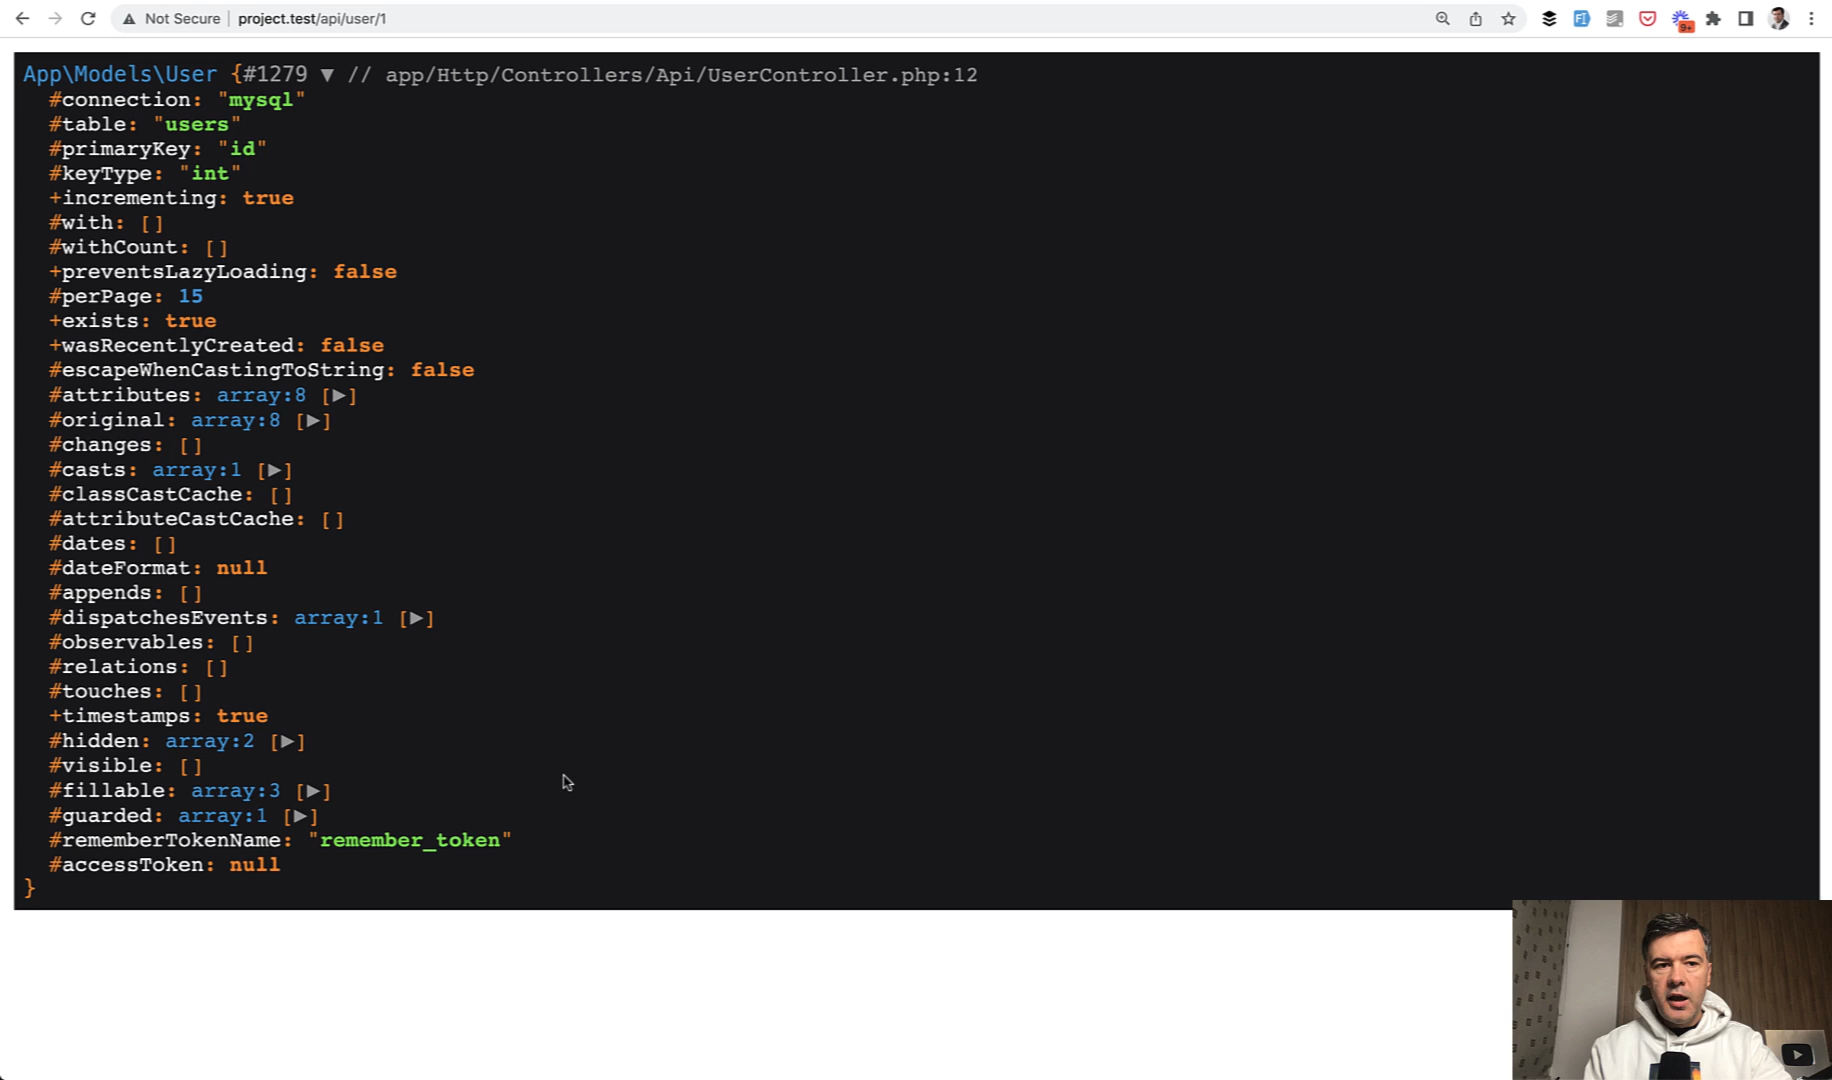 Not Secure project.test/api/user/1
9+
App\Models\User {#1279 ▼ // app/Http/Controllers/Api/UserController.php:12
#connection: "mysql"
#table: "users"
#primaryKey: "id"
#keyType: "int"
+incrementing: true
#with: []
#withCount: []
+preventsLazyLoading: false
#perPage: 15
+exists: true
+wasRecentlyCreated: false
#escapeWhenCastingToString: false
#attributes: array:8 [▶]
#original: array:8 [▶]
#changes: []
#casts: array:1 [▶]
#classCastCache: []
#attributeCastCache: []
#dates: []
#dateFormat: null
#appends: []
#dispatchesEvents: array:1 [▶]
#observables: []
#relations: []
#touches: []
+timestamps: true
#hidden: array:2 [▶]
#visible: []
#fillable: array:3 [▶]
#guarded: array:1 [▶]
#rememberTokenName: "remember_token"
#accessToken: null
}